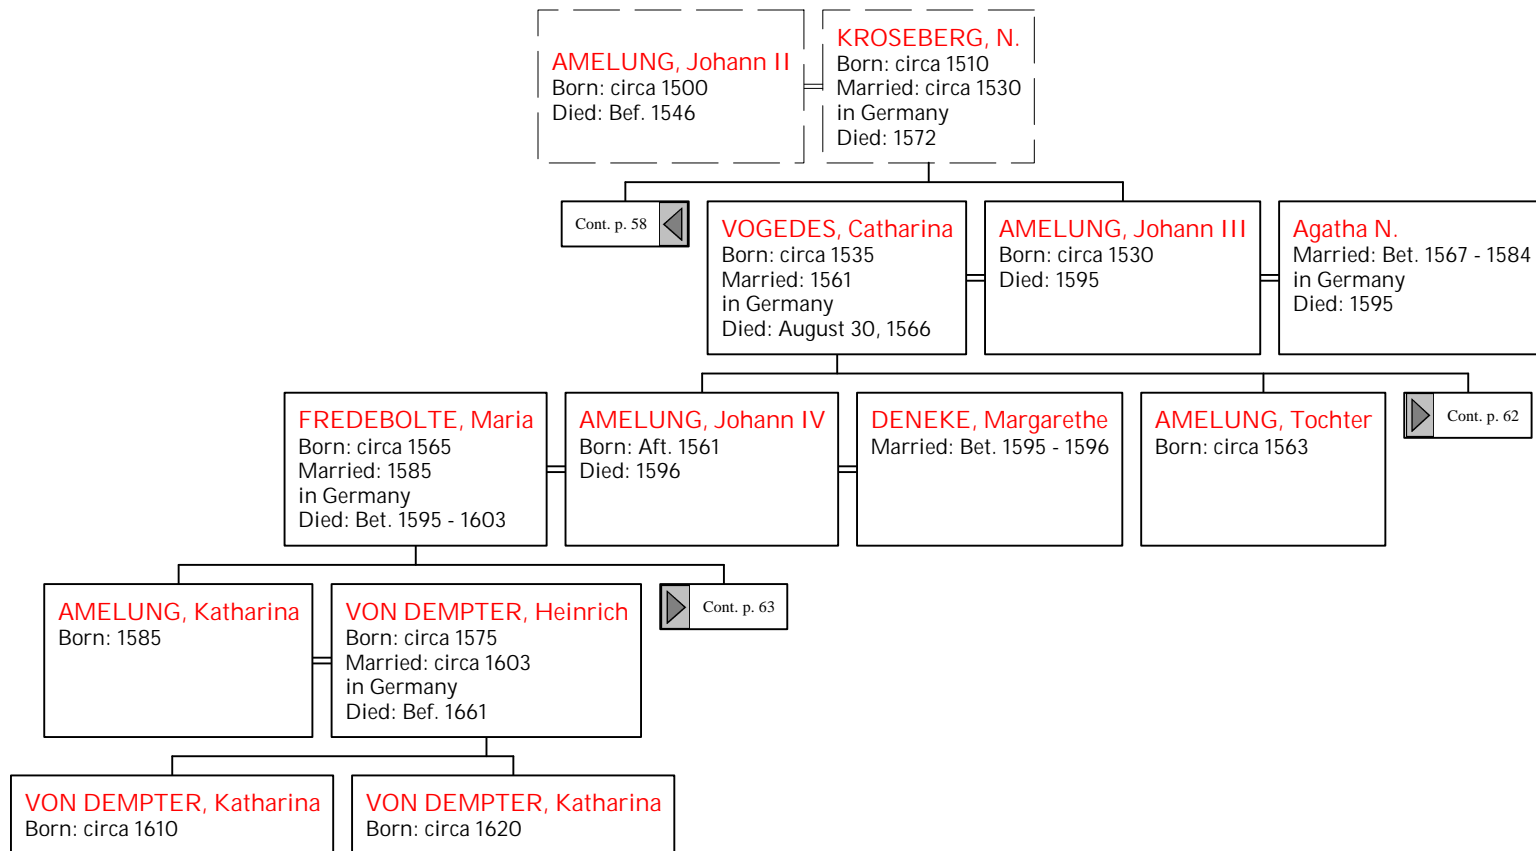 AMELUNG, Johann II
Born: circa 1500
Died: Bef. 1546
KROSEBERG, N.
Born: circa 1510
Married: circa 1530
in Germany
Died: 1572
Cont. p. 58
VOGEDES, Catharina
Born: circa 1535
Married: 1561
in Germany
Died: August 30, 1566
AMELUNG, Johann III
Born: circa 1530
Died: 1595
Agatha N.
Married: Bet. 1567 - 1584
in Germany
Died: 1595
FREDEBOLTE, Maria
Born: circa 1565
Married: 1585
in Germany
Died: Bet. 1595 - 1603
AMELUNG, Johann IV
Born: Aft. 1561
Died: 1596
DENEKE, Margarethe
Married: Bet. 1595 - 1596
AMELUNG, Tochter
Born: circa 1563
Cont. p. 62
AMELUNG, Katharina
Born: 1585
VON DEMPTER, Heinrich
Born: circa 1575
Married: circa 1603
in Germany
Died: Bef. 1661
Cont. p. 63
VON DEMPTER, Katharina
Born: circa 1610
VON DEMPTER, Katharina
Born: circa 1620